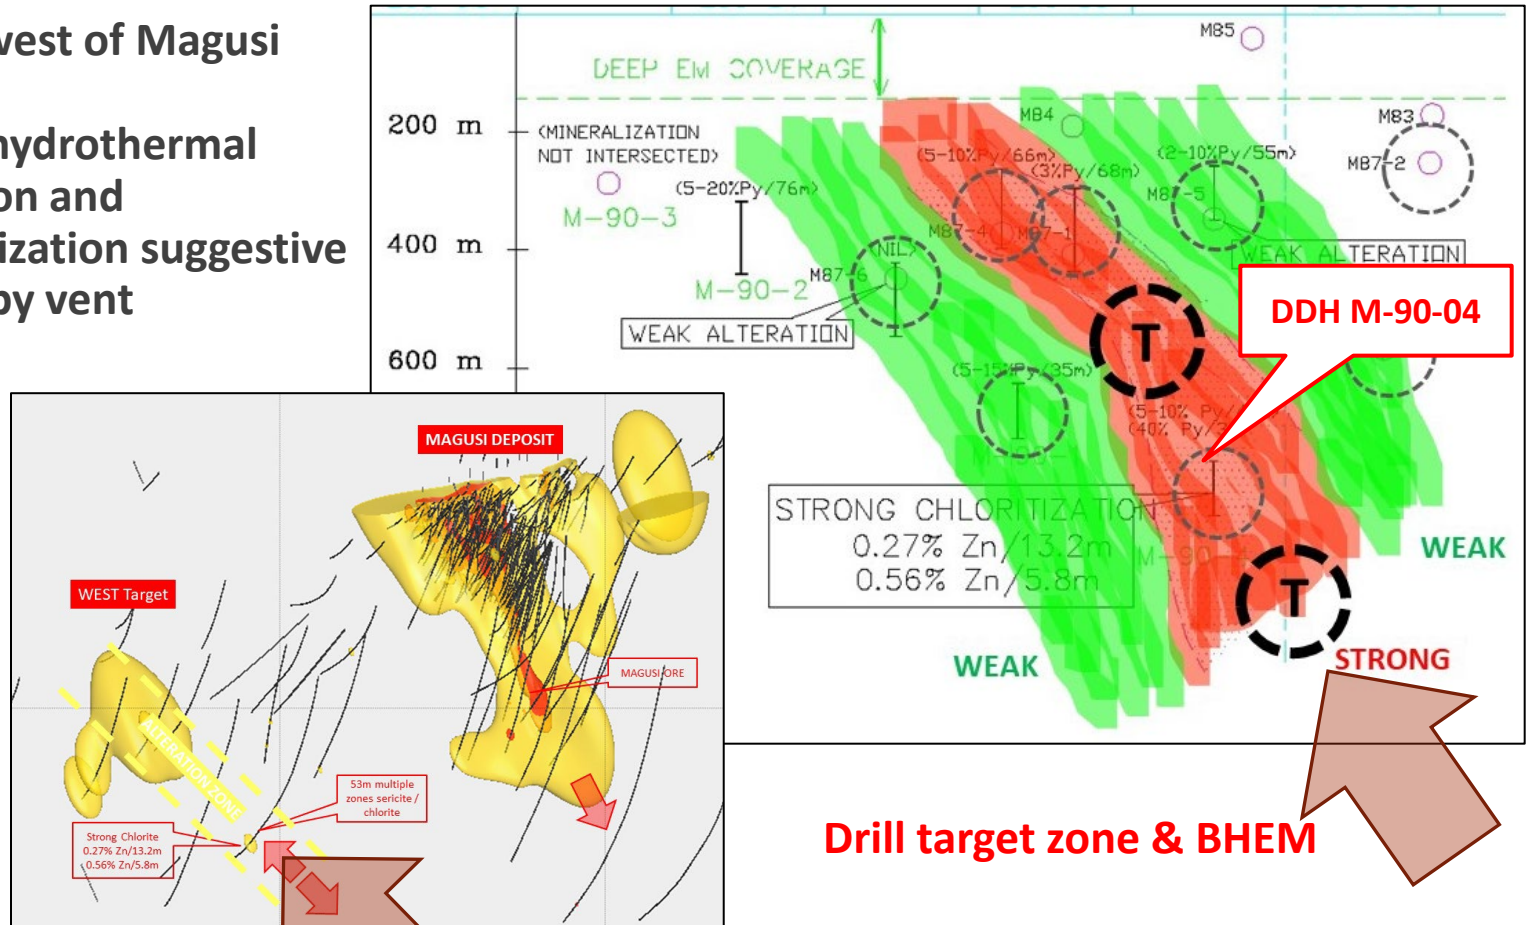 west of Magusi
hydrothermal
on and
ization suggestive
by vent
DEEP EM COVERAGE
200 m
400 m
600 m
(MINERALIZATION
NOT INTERSECTED)
M-90-3
(5-20%Py/76m)
M-90-2
M85
M84
M83
M87-2
(5-10%Py/66m)
(3%Py/68m)
(2-10%Py/55m)
M87-5
M87-4
M87-1
M87-6
(NIL)
WEAK ALTERATION
WEAK ALTERATION
DDH M-90-04
T
(5-15%Py/35m)
(5-10% Py/
(40% Py/3
STRONG CHLORITIZATION
0.27% Zn/13.2m
0.56% Zn/5.8m
T
WEAK
WEAK
STRONG
MAGUSI DEPOSIT
WEST Target
MAGUSI ORE
ALTERATION ZONE
53m multiple
zones sericite /
chlorite
Strong Chlorite
0.27% Zn/13.2m
0.56% Zn/5.8m
Drill target zone & BHEM